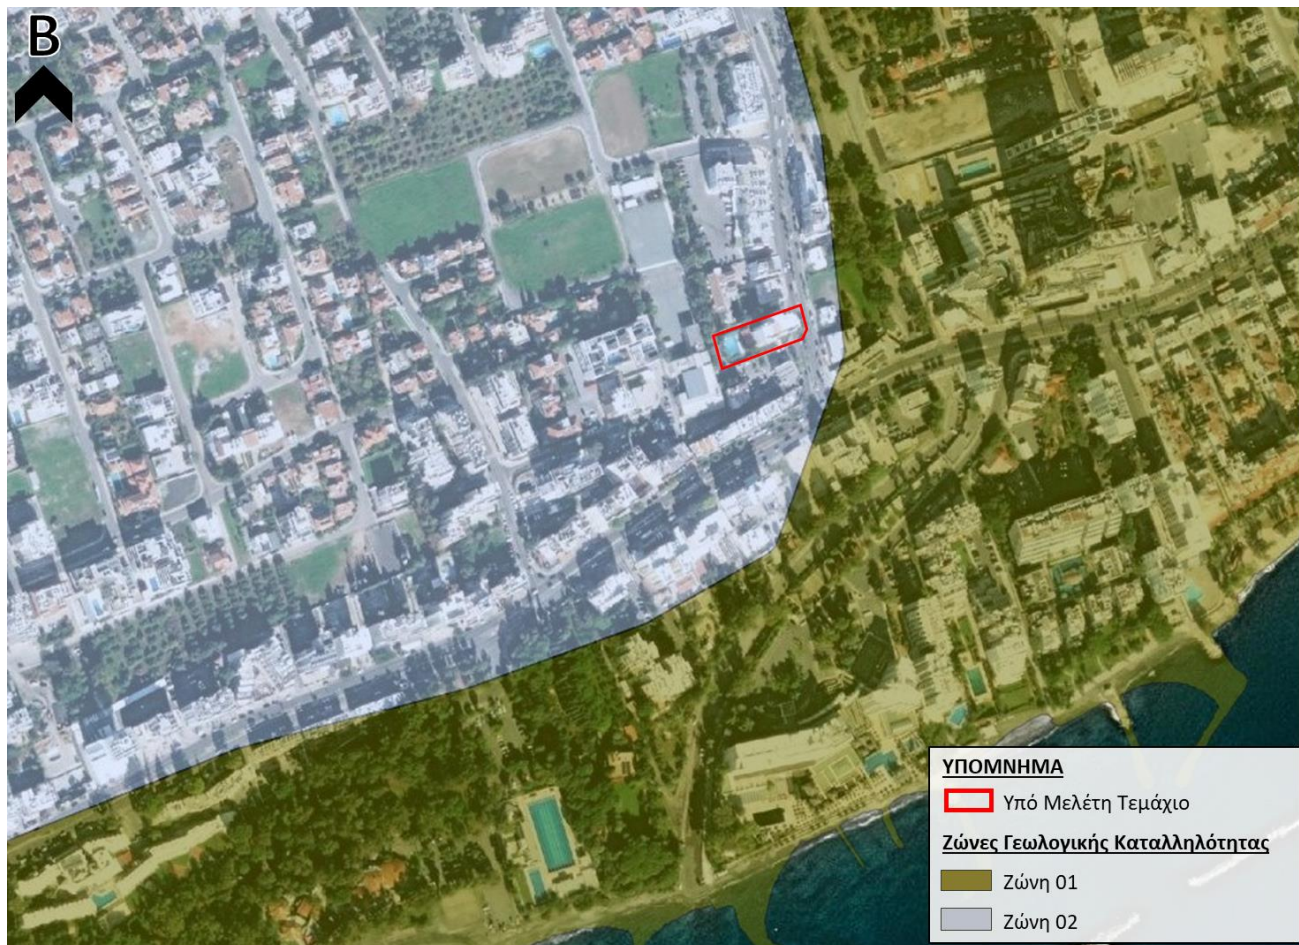 Β
ΥΠΟΜΝΗΜΑ
Υπό Μελέτη Τεμάχιο
Ζώνες Γεωλογικής Καταλληλότητας
Ζώνη 01
Ζώνη 02